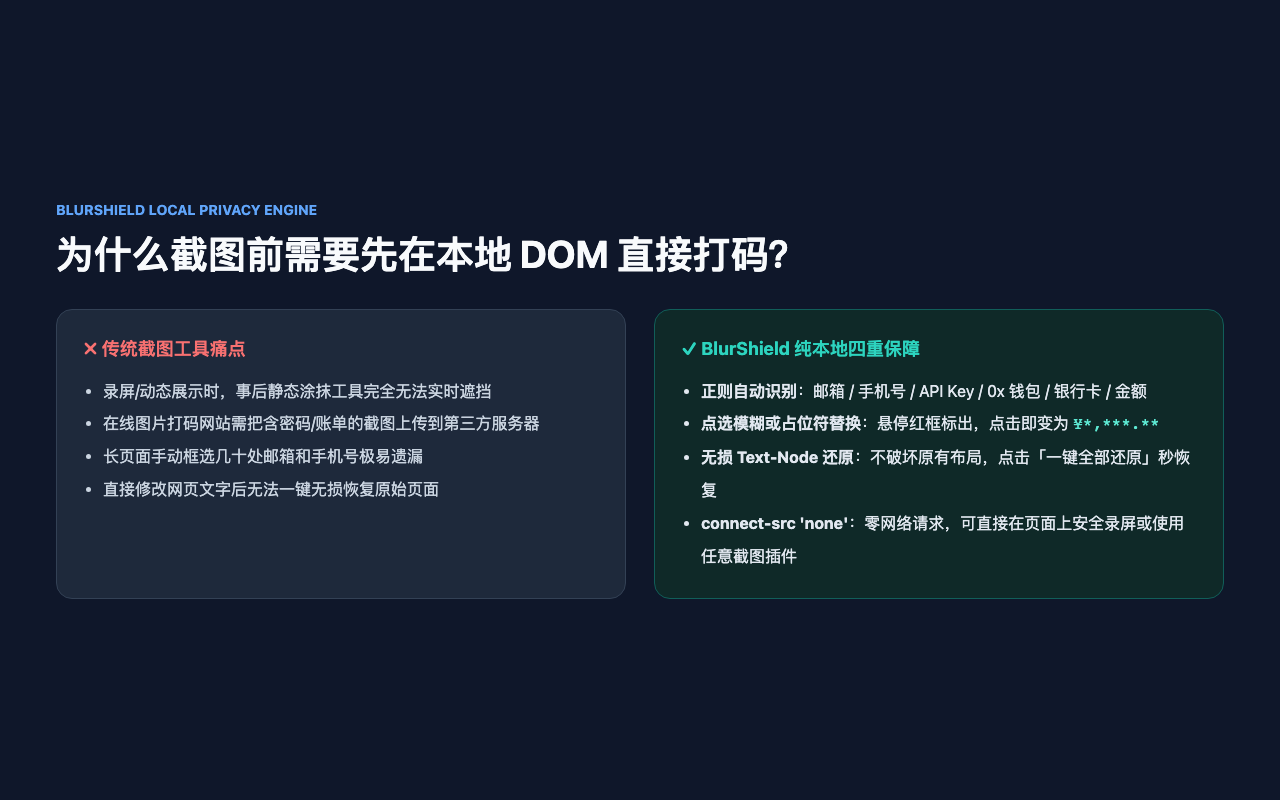 BLURSHIELD LOCAL PRIVACY ENGINE
为什么截图前需要先在本地 DOM 直接打码？
✕ 传统截图工具痛点
• 录屏/动态展示时，事后静态涂抹工具完全无法实时遮挡
• 在线图片打码网站需把含密码/账单的截图上传到第三方服务器
• 长页面手动框选几十处邮箱和手机号极易遗漏
• 直接修改网页文字后无法一键无损恢复原始页面
✓ BlurShield 纯本地四重保障
• 正则自动识别：邮箱 / 手机号 / API Key / 0x 钱包 / 银行卡 / 金额
• 点选模糊或占位符替换：悬停红框标出，点击即变为 ¥*,***.**
• 无损 Text-Node 还原：不破坏原有布局，点击「一键全部还原」秒恢
复
• connect-src 'none'：零网络请求，可直接在页面上安全录屏或使用
任意截图插件